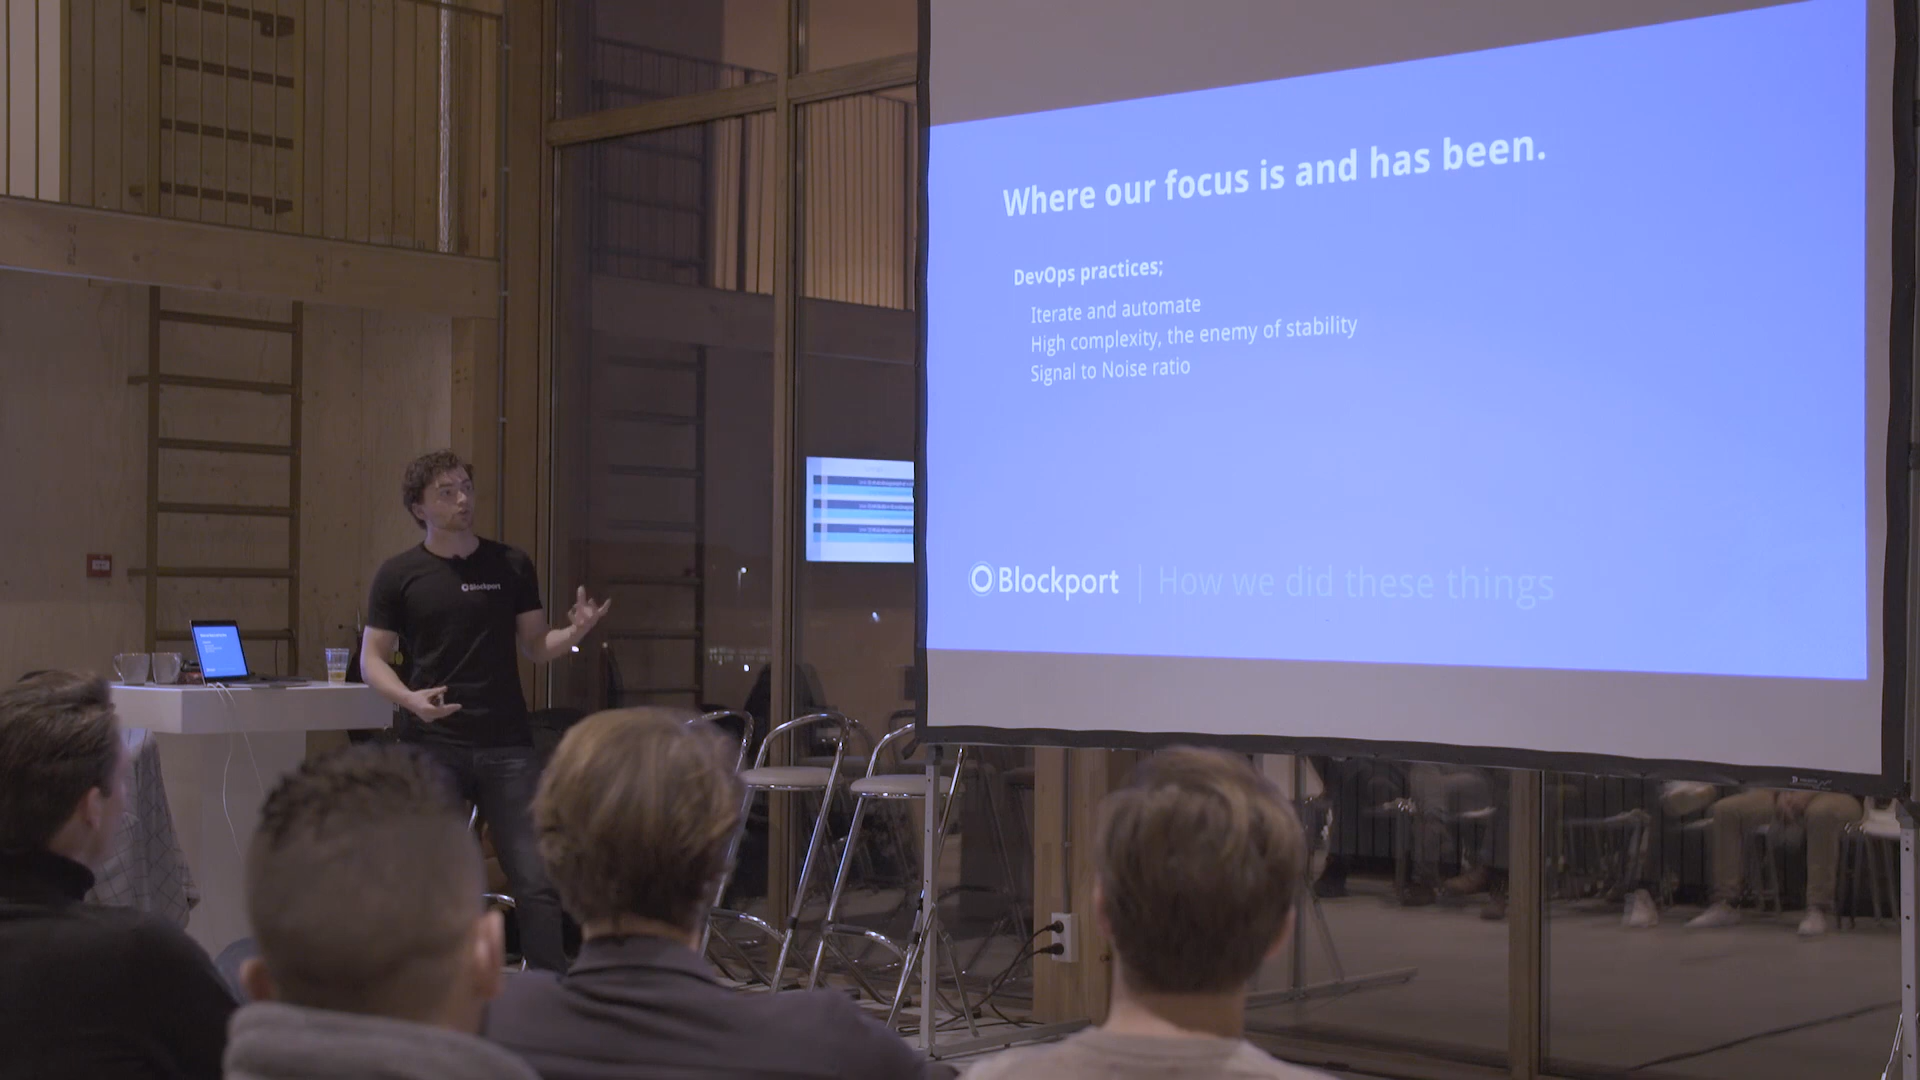 Where our focus is and has been.
DevOps practices;
Iterate and automate
High complexity, the enemy of stability
Signal to Noise ratio
Blockport | How we did these things
Blockport